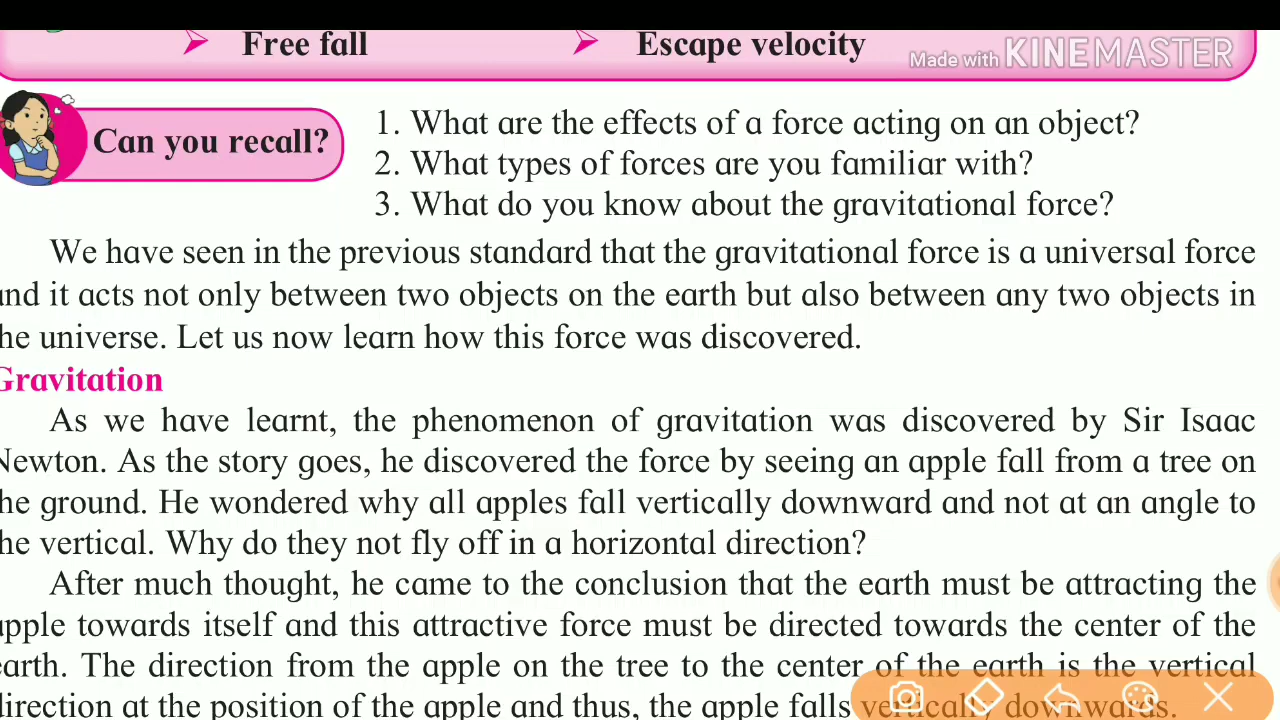 Free fall Escape velocity
Made with KINEMASTER
Can you recall?
1. What are the effects of a force acting on an object?
2. What types of forces are you familiar with?
3. What do you know about the gravitational force?
We have seen in the previous standard that the gravitational force is a universal force
and it acts not only between two objects on the earth but also between any two objects in
the universe. Let us now learn how this force was discovered.
Gravitation
As we have learnt, the phenomenon of gravitation was discovered by Sir Isaac
Newton. As the story goes, he discovered the force by seeing an apple fall from a tree on
the ground. He wondered why all apples fall vertically downward and not at an angle to
the vertical. Why do they not fly off in a horizontal direction?
After much thought, he came to the conclusion that the earth must be attracting the
apple towards itself and this attractive force must be directed towards the center of the
earth. The direction from the apple on the tree to the center of the earth is the vertical
direction at the position of the apple and thus, the apple falls vertically downwards.